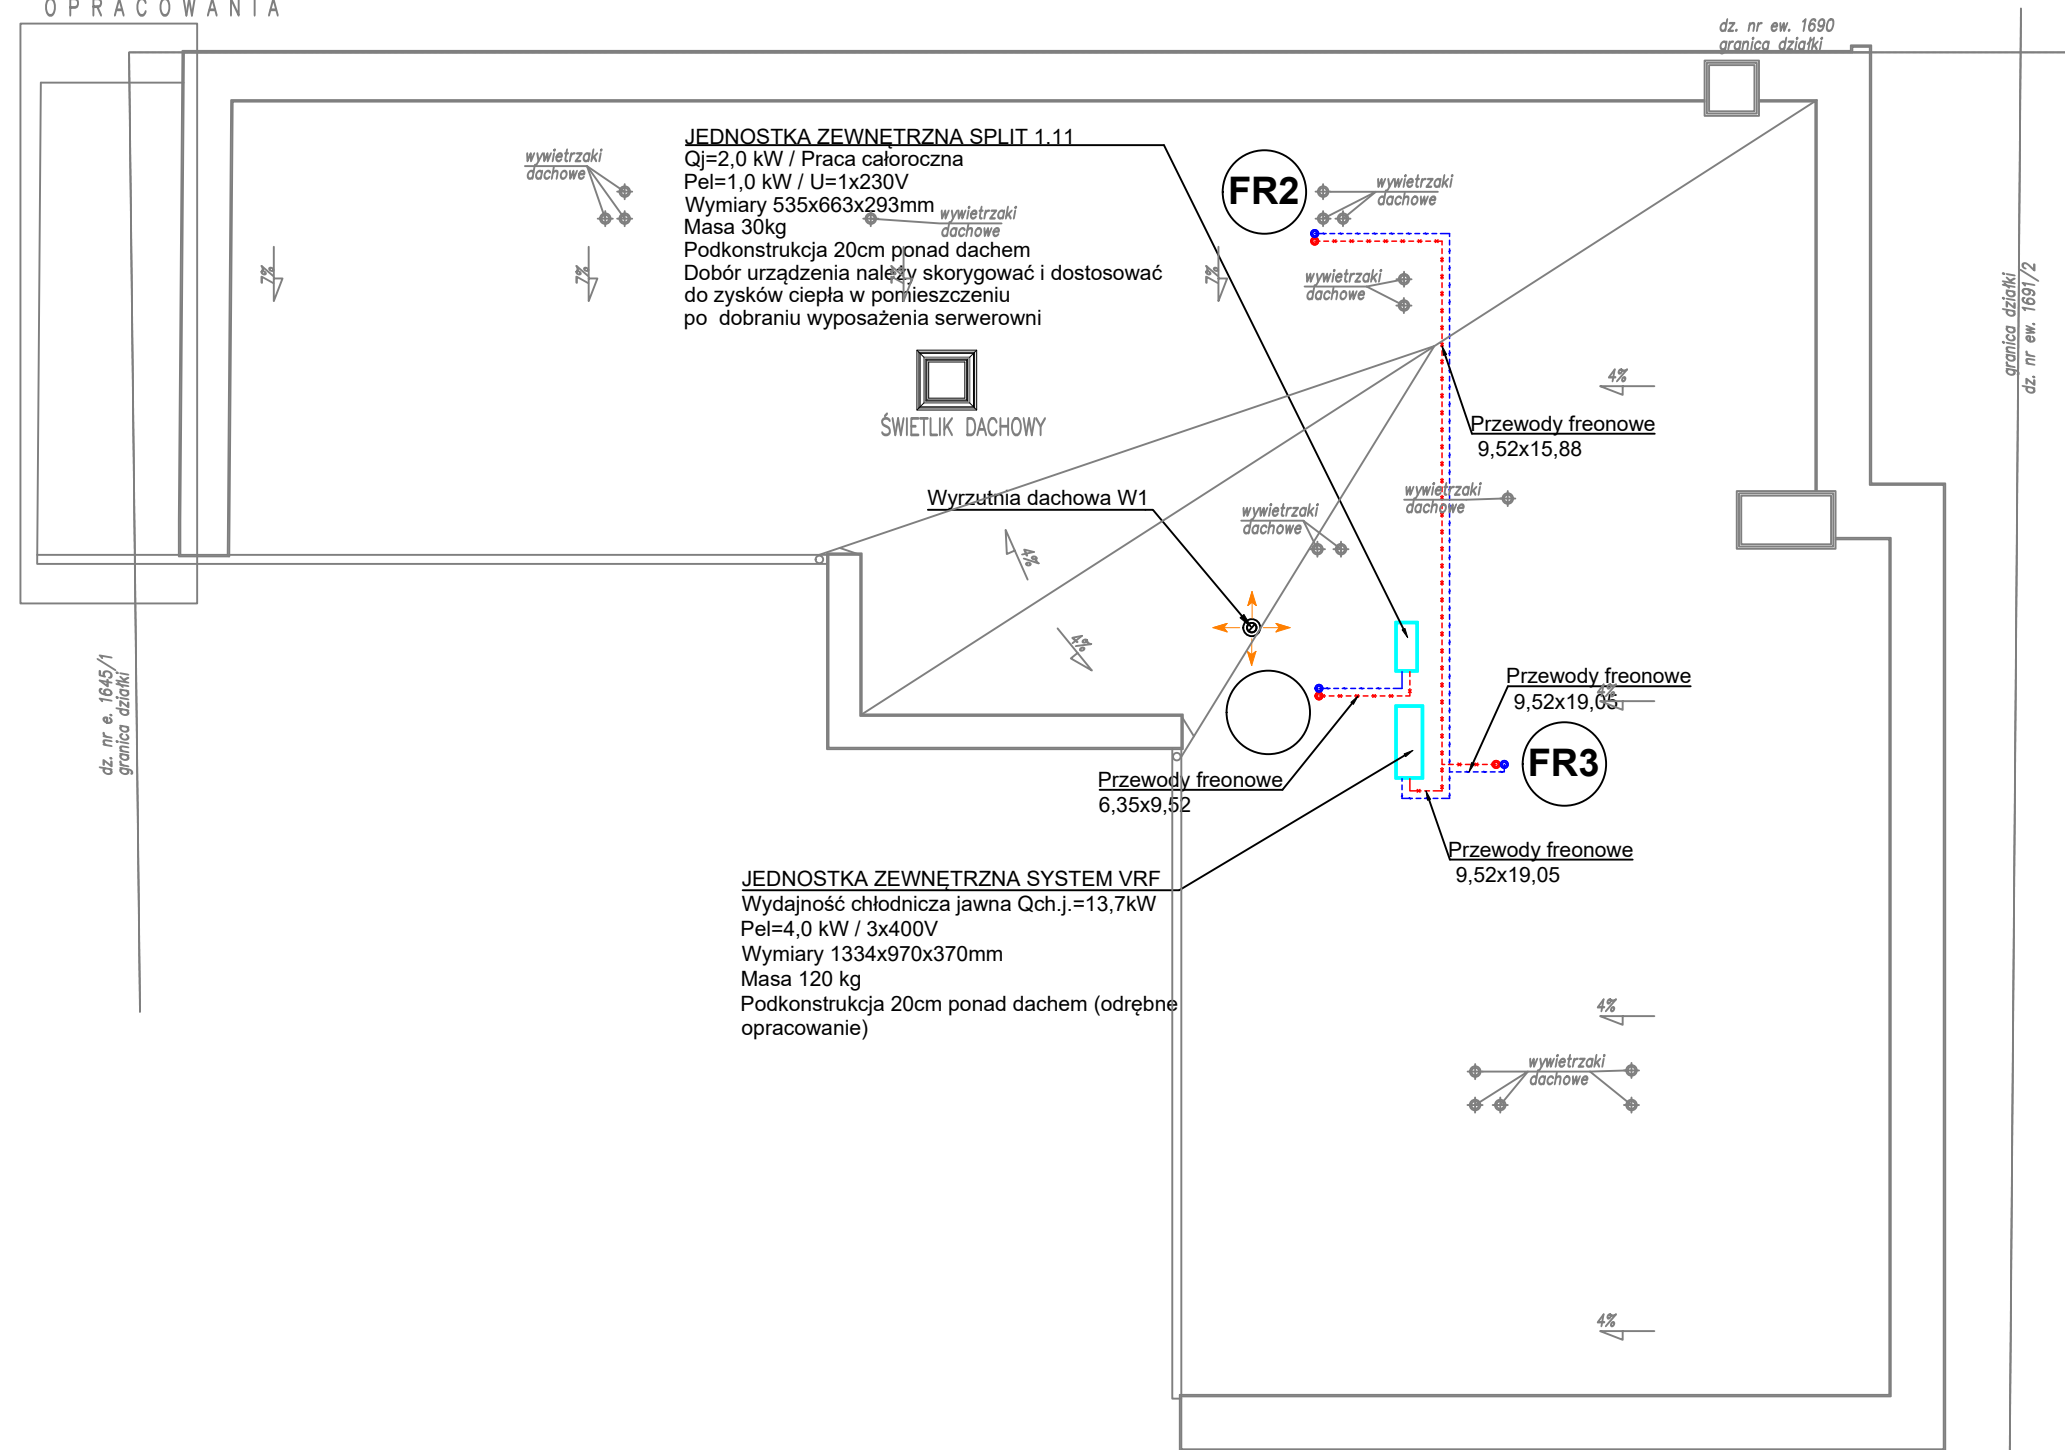 OPRACOWANIA
dz. nr ew. 1690
granica działki
JEDNOSTKA ZEWNĘTRZNA SPLIT 1.11
Qj=2,0 kW / Praca całoroczna
Pel=1,0 kW / U=1x230V
Wymiary 535x663x293mm
Masa 30kg
Podkonstrukcja 20cm ponad dachem
Dobór urządzenia należy skorygować i dostosować
do zysków ciepła w pomieszczeniu
po dobraniu wyposażenia serwerowni
wywietrzaki
dachowe
wywietrzaki
dachowe
FR2
wywietrzaki
dachowe
wywietrzaki
dachowe
7%
7%
7%
7%
granica działki
dz. nr ew. 1691/2
4%
ŚWIETLIK DACHOWY
Przewody freonowe
9,52x15,88
Wyrzutnia dachowa W1
wywietrzaki
dachowe
wywietrzaki
dachowe
4%
4%
dz. nr e. 1645/1
granica działki
Przewody freonowe
9,52x19,05
4%
FR3
Przewody freonowe
6,35x9,52
Przewody freonowe
9,52x19,05
JEDNOSTKA ZEWNĘTRZNA SYSTEM VRF
Wydajność chłodnicza jawna Qch.j.=13,7kW
Pel=4,0 kW / 3x400V
Wymiary 1334x970x370mm
Masa 120 kg
Podkonstrukcja 20cm ponad dachem (odrębne
opracowanie)
4%
wywietrzaki
dachowe
4%